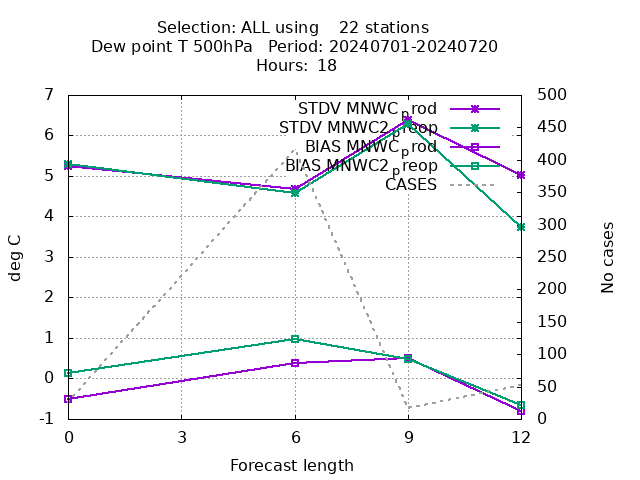 Selection: ALL using    22 stations
Dew point T 500hPa   Period: 20240701-20240720
Hours: 18
7
6
5
4
3
2
1
0
-1
deg C
STDV MNWC_prod
STDV MNWC2_preop
BIAS MNWC_prod
BIAS MNWC2_preop
CASES
500
450
400
350
300
250
200
150
100
50
0
No cases
0 3 6 9 12
Forecast length